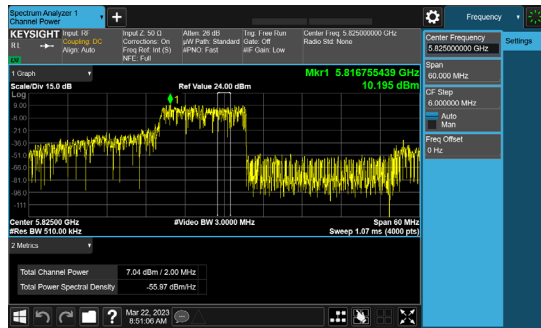 Spectrum Analyzer 1
Channel Power
Frequency
KEYSIGHT
Input: RF
Coupling: DC
Align: Auto
Input Z: 50 Ω
Corrections: On
Freq Ref: Int (S)
NFE: Full
Atten: 26 dB
µW Path: Standard
#PNO: Fast
Trig: Free Run
Gate: Off
#IF Gain: Low
Center Freq: 5.825000000 GHz
Radio Std: None
Center Frequency
5.825000000 GHz
Settings
Span
60.000 MHz
CF Step
6.000000 MHz
Auto
Man
Freq Offset
0 Hz
1 Graph
Scale/Div 15.0 dB
Ref Value 24.00 dBm
Mkr1 5.816755439 GHz
10.195 dBm
Log
9.00
-6.00
-21.0
-36.0
-51.0
-66.0
-81.0
-96.0
-111
1
Center 5.82500 GHz
#Res BW 510.00 kHz
#Video BW 3.0000 MHz
Span 60 MHz
Sweep 1.07 ms (4000 pts)
2 Metrics
Total Channel Power 7.04 dBm / 2.00 MHz
Total Power Spectral Density -55.97 dBm/Hz
Mar 22, 2023
8:51:06 AM